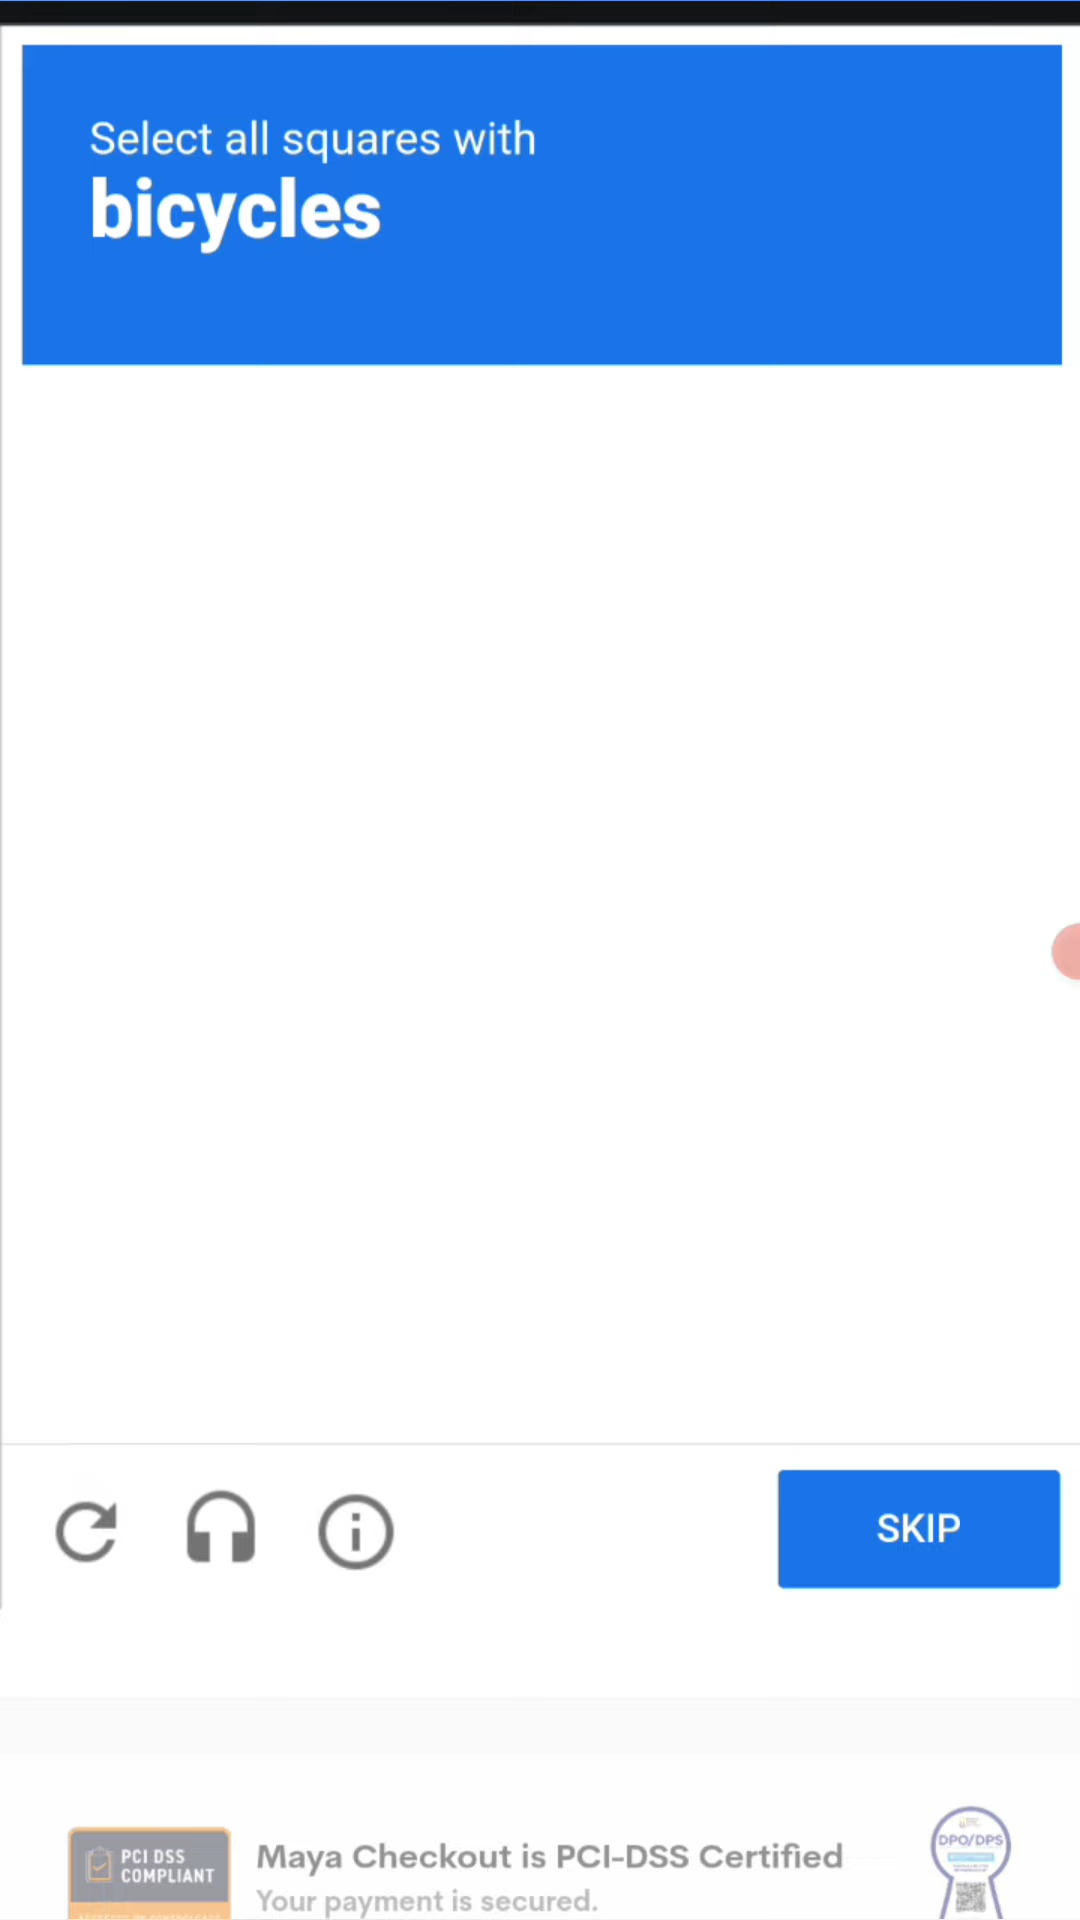 Select all squares with
bicycles
SKIP
PCI DSS
COMPLIANT
Maya Checkout is PCI-DSS Certified
Your payment is secured.
DPO/DPS